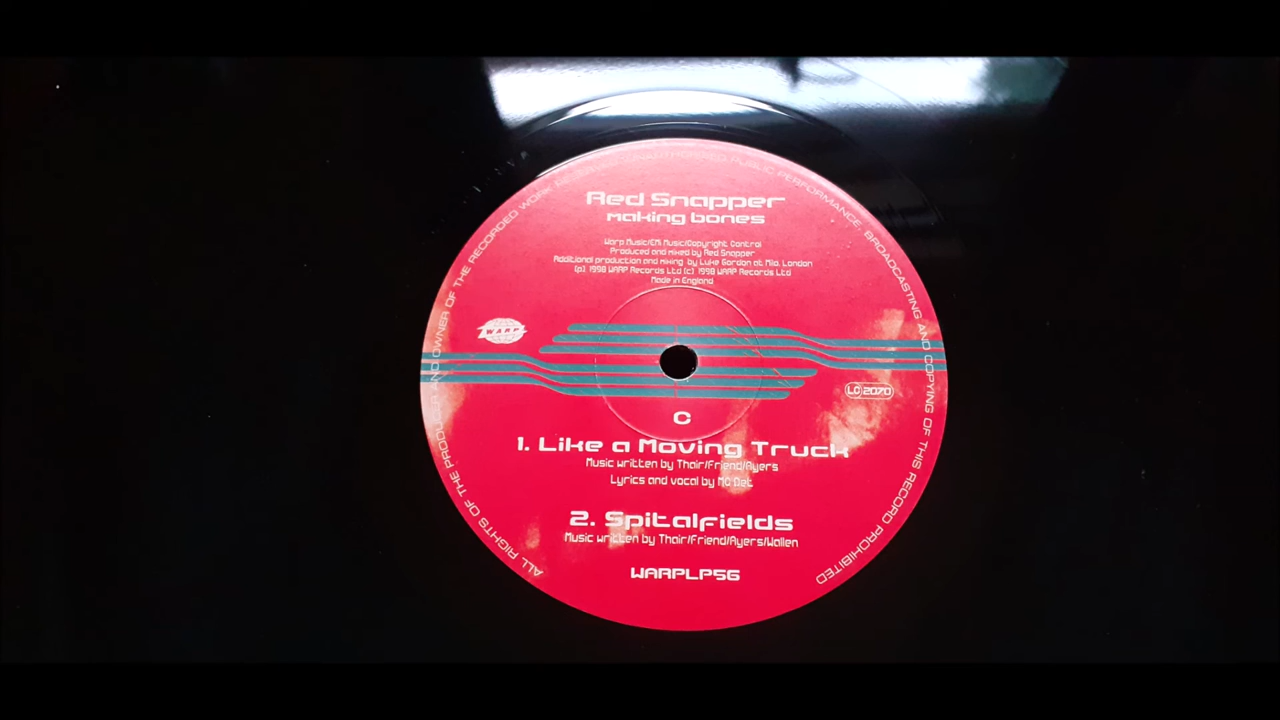 Red Snapper
making bones
Warp Music/EMI Music/Copyright Control
Produced and mixed by Red Snapper
Additional production and mixing by Luke Gordon at Milo. London
(p) 1998 WARP Records Ltd (c) 1998 WARP Records Ltd
Made in England
WARP
LC 2070
C
1. Like a Moving Truck
Music written by Thair/Friend/Ayers
Lyrics and vocal by MC Det
2. Spitalfields
Music written by Thair/Friend/Ayers/Wallen
WARPLP56
ALL RIGHTS OF THE PRODUCER AND OWNER OF THE RECORDED WORK RESERVED. UNAUTHORISED PUBLIC PERFORMANCE, BROADCASTING AND COPYING OF THIS RECORD PROHIBITED